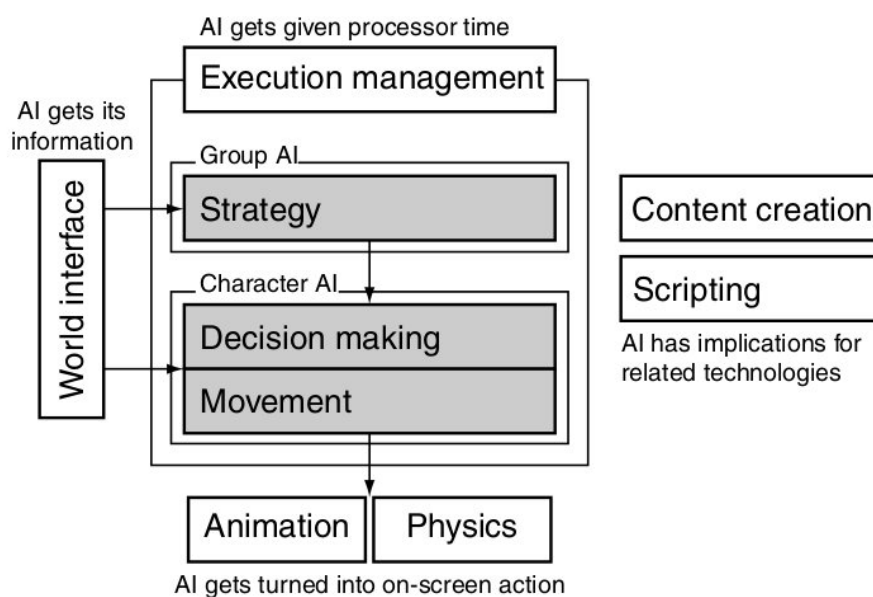 AI gets given processor time
Execution management
AI gets its
information
Group AI
World interface
Strategy
Content creation
Character AI
Scripting
Decision making
AI has implications for
related technologies
Movement
Animation
Physics
AI gets turned into on-screen action